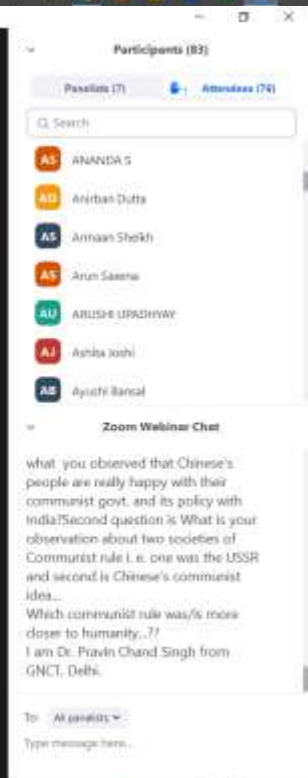 Participants (83)
Panelists (7)
Attendees (76)
Search
AS ANANDA S
AD Anirban Dutta
AS Armaan Sheikh
AS Arun Saxena
AU ARUSHI UPADHYAY
AJ Ashita Joshi
AB Ayushi Bansal
Zoom Webinar Chat
what you observed that Chinese's
people are really happy with their
communist govt. and its policy with
India?Second question is What is your
observation about two societies of
Communist rule i. e. one was the USSR
and second is Chinese's communist
idea...
Which communist rule was/is more
closer to humanity...??
I am Dr. Pravin Chand Singh from
GNCT, Delhi.
To: All panelists
Type message here...